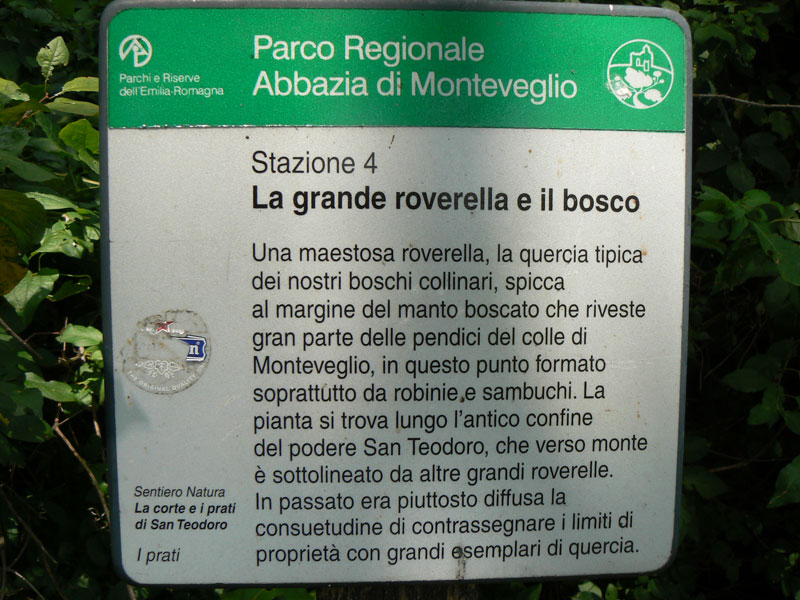 Parchi e Riserve
dell'Emilia-Romagna
Parco Regionale
Abbazia di Monteveglio
Stazione 4
La grande roverella e il bosco
Una maestosa roverella, la quercia tipica
dei nostri boschi collinari, spicca
al margine del manto boscato che riveste
gran parte delle pendici del colle di
Monteveglio, in questo punto formato
soprattutto da robinie e sambuchi. La
pianta si trova lungo l'antico confine
del podere San Teodoro, che verso monte
è sottolineato da altre grandi roverelle.
In passato era piuttosto diffusa la
consuetudine di contrassegnare i limiti di
proprietà con grandi esemplari di quercia.
Sentiero Natura
La corte e i prati
di San Teodoro
I prati
n
ORIGINAL QUALITY